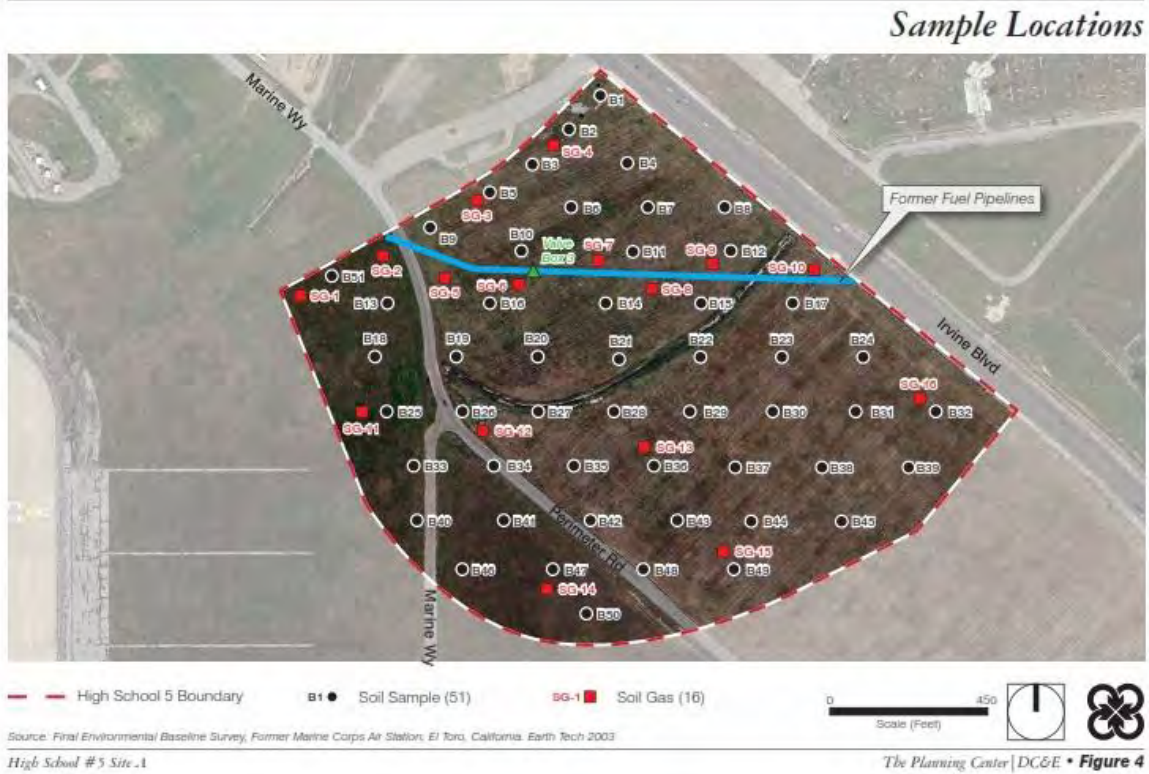 Sample Locations
Marine Wy
B1
B2
SG-4
B3
B4
B5
SG-3
B6
B7
B8
Former Fuel Pipelines
B9
B10
Valve
Box 3
SG-7
B11
SG-9
B12
SG-2
SG-10
B51
SG-1
SG-5
SG-6
SG-8
B13
B16
B14
B15
B17
Irvine Blvd
B18
B19
B20
B21
B22
B23
B24
SG-16
SG-11
B25
B26
B27
B28
B29
B30
B31
B32
SG-12
SG-13
B33
B34
B35
B36
B37
B38
B39
Perimeter Rd
B40
B41
B42
B43
B44
B45
SG-15
B46
B47
B48
B49
SG-14
B50
Marine Wy
High School 5 Boundary
B1 Soil Sample (51)
SG-1 Soil Gas (16)
0 450
Scale (Feet)
Source: Final Environmental Baseline Survey, Former Marine Corps Air Station, El Toro, California. Earth Tech 2003
High School #5 Site A
The Planning Center | DC&E • Figure 4